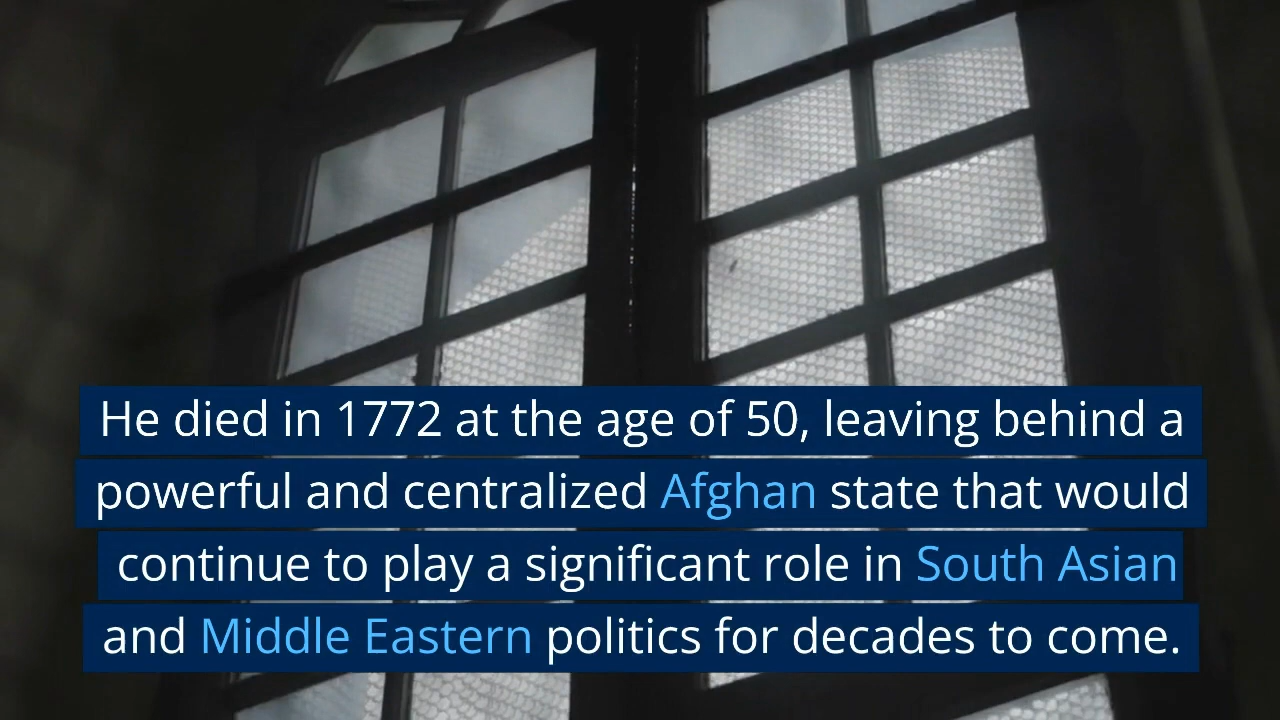 He died in 1772 at the age of 50, leaving behind a
powerful and centralized Afghan state that would
continue to play a significant role in South Asian
and Middle Eastern politics for decades to come.